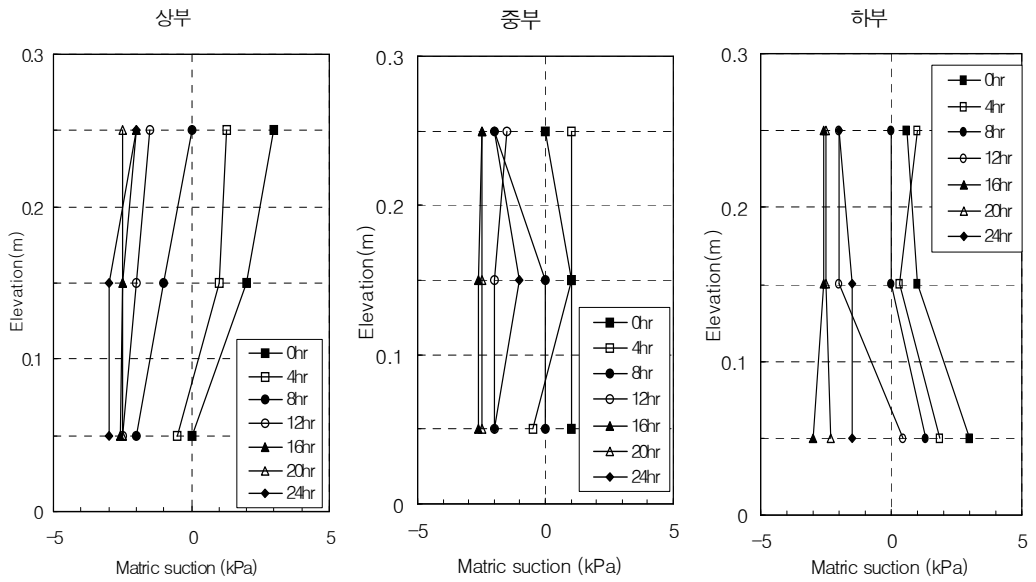 상부
0.3
0.2
0.1
0
Elevation(m)
-5
0
5
Matric suction (kPa)
0hr
4hr
8hr
12hr
16hr
20hr
24hr
중부
0.3
0.2
0.1
0
Elevation(m)
-5
0
5
Matric suction (kPa)
0hr
4hr
8hr
12hr
16hr
20hr
24hr
하부
0.3
0.2
0.1
0
Elevation(m)
-5
0
5
Matric suction (kPa)
0hr
4hr
8hr
12hr
16hr
20hr
24hr